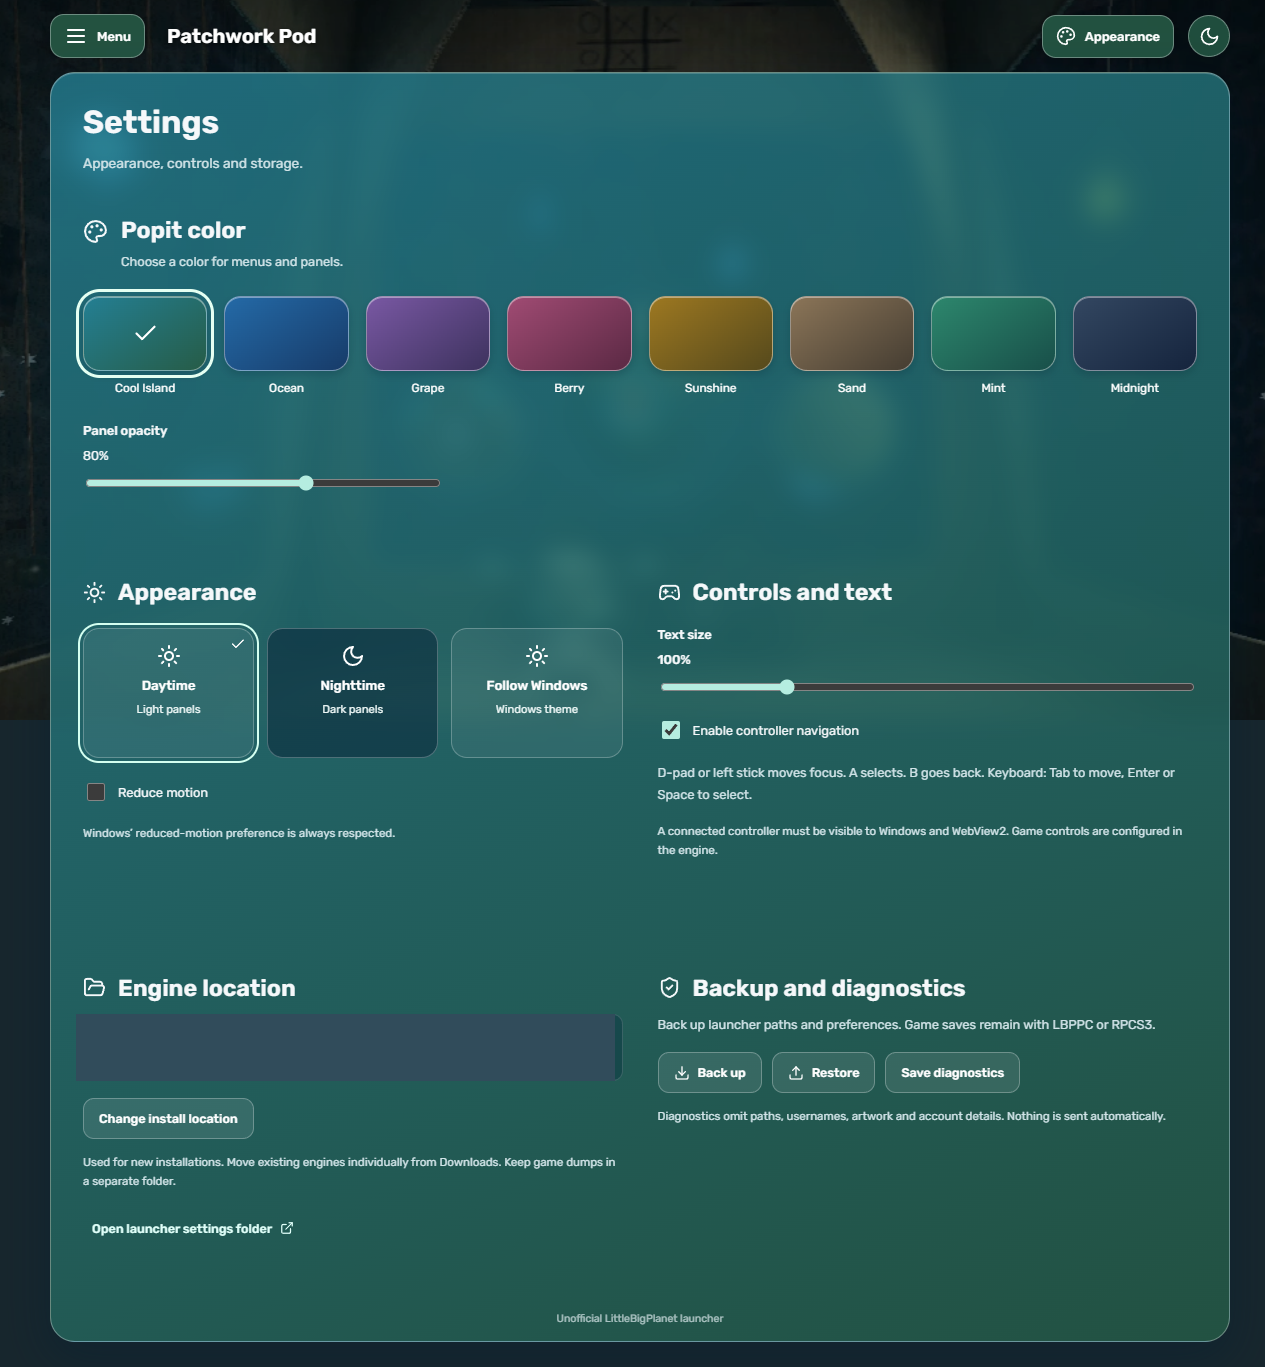 Menu
Patchwork Pod
Appearance
Settings
Appearance, controls and storage.
Popit color
Choose a color for menus and panels.
Cool Island
Ocean
Grape
Berry
Sunshine
Sand
Mint
Midnight
Panel opacity
80%
Appearance
Daytime
Light panels
Nighttime
Dark panels
Follow Windows
Windows theme
Reduce motion
Windows’ reduced-motion preference is always respected.
Controls and text
Text size
100%
Enable controller navigation
D-pad or left stick moves focus. A selects. B goes back. Keyboard: Tab to move, Enter or
Space to select.
A connected controller must be visible to Windows and WebView2. Game controls are configured in
the engine.
Engine location
Change install location
Used for new installations. Move existing engines individually from Downloads. Keep game dumps in
a separate folder.
Open launcher settings folder
Backup and diagnostics
Back up launcher paths and preferences. Game saves remain with LBPPC or RPCS3.
Back up
Restore
Save diagnostics
Diagnostics omit paths, usernames, artwork and account details. Nothing is sent automatically.
Unofficial LittleBigPlanet launcher